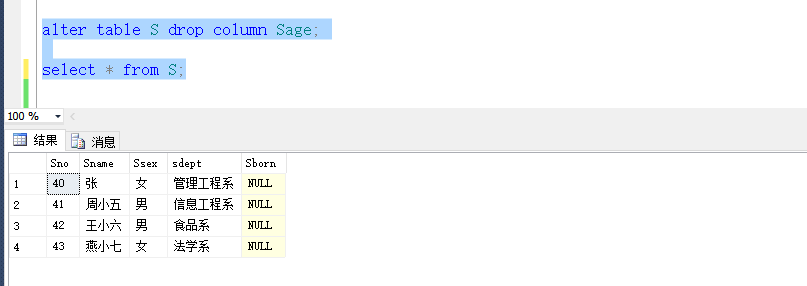 alter table S drop column Sage;
select * from S;
100 %
结果 消息
Sno Sname Ssex sdept Sborn
1 40 张 女 管理工程系 NULL
2 41 周小五 男 信息工程系 NULL
3 42 王小六 男 食品系 NULL
4 43 燕小七 女 法学系 NULL